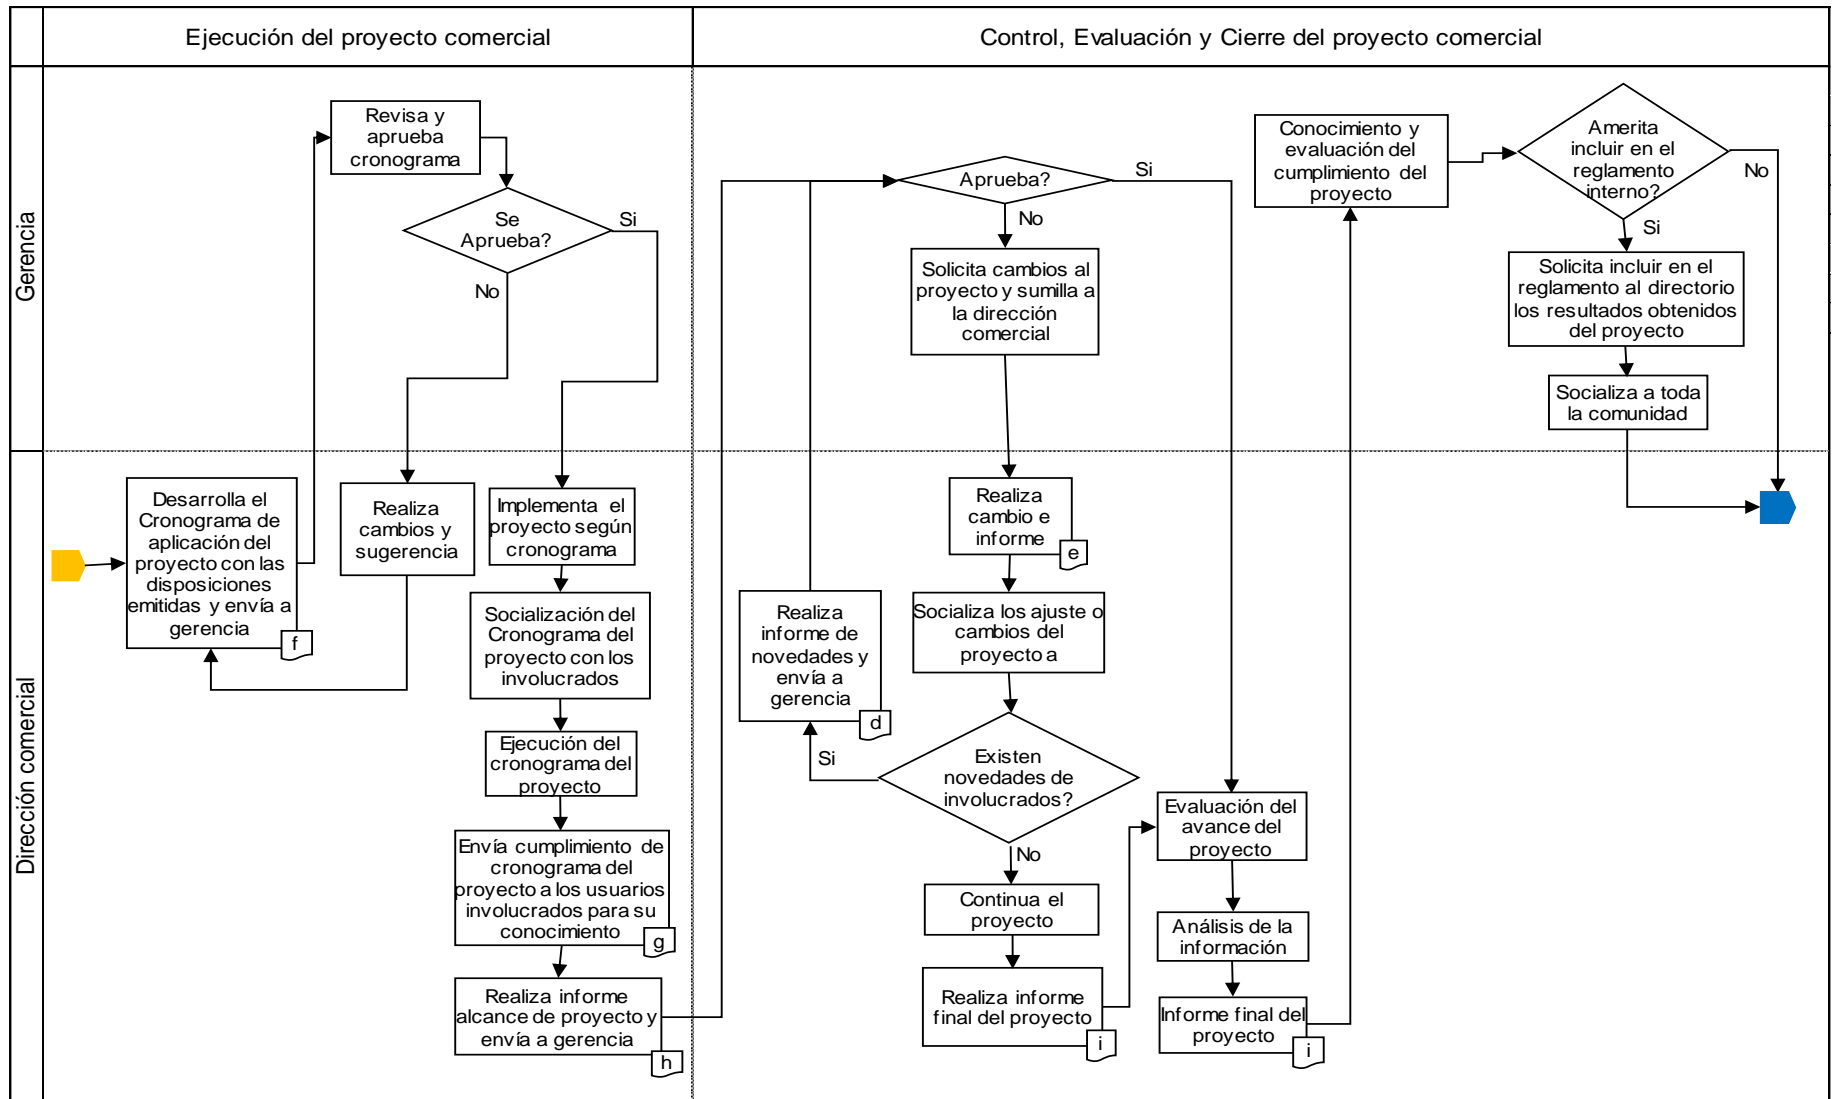 Ejecución del proyecto comercial
Control, Evaluación y Cierre del proyecto comercial
Gerencia
Revisa y
aprueba
cronograma
Se
Aprueba?
Si
No
Aprueba?
Si
No
Solicita cambios al
proyecto y sumilla a
la dirección
comercial
Conocimiento y
evaluación del
cumplimiento del
proyecto
Amerita
incluir en el
reglamento
interno?
No
Si
Solicita incluir en el
reglamento al directorio
los resultados obtenidos
del proyecto
Socializa a toda
la comunidad
Dirección comercial
Desarrolla el
Cronograma de
aplicación del
proyecto con las
disposiciones
emitidas y envía a
gerencia
f
Realiza
cambios y
sugerencia
Implementa el
proyecto según
cronograma
Socialización del
Cronograma del
proyecto con los
involucrados
Ejecución del
cronograma del
proyecto
Envía cumplimiento de
cronograma del
proyecto a los usuarios
involucrados para su
conocimiento
g
Realiza informe
alcance de proyecto y
envía a gerencia
h
Realiza
informe de
novedades y
envía a
gerencia
d
Si
Realiza
cambio e
informe
e
Socializa los ajuste o
cambios del
proyecto a
Existen
novedades de
involucrados?
No
Continua el
proyecto
Realiza informe
final del proyecto
i
Evaluación del
avance del
proyecto
Análisis de la
información
Informe final del
proyecto
i